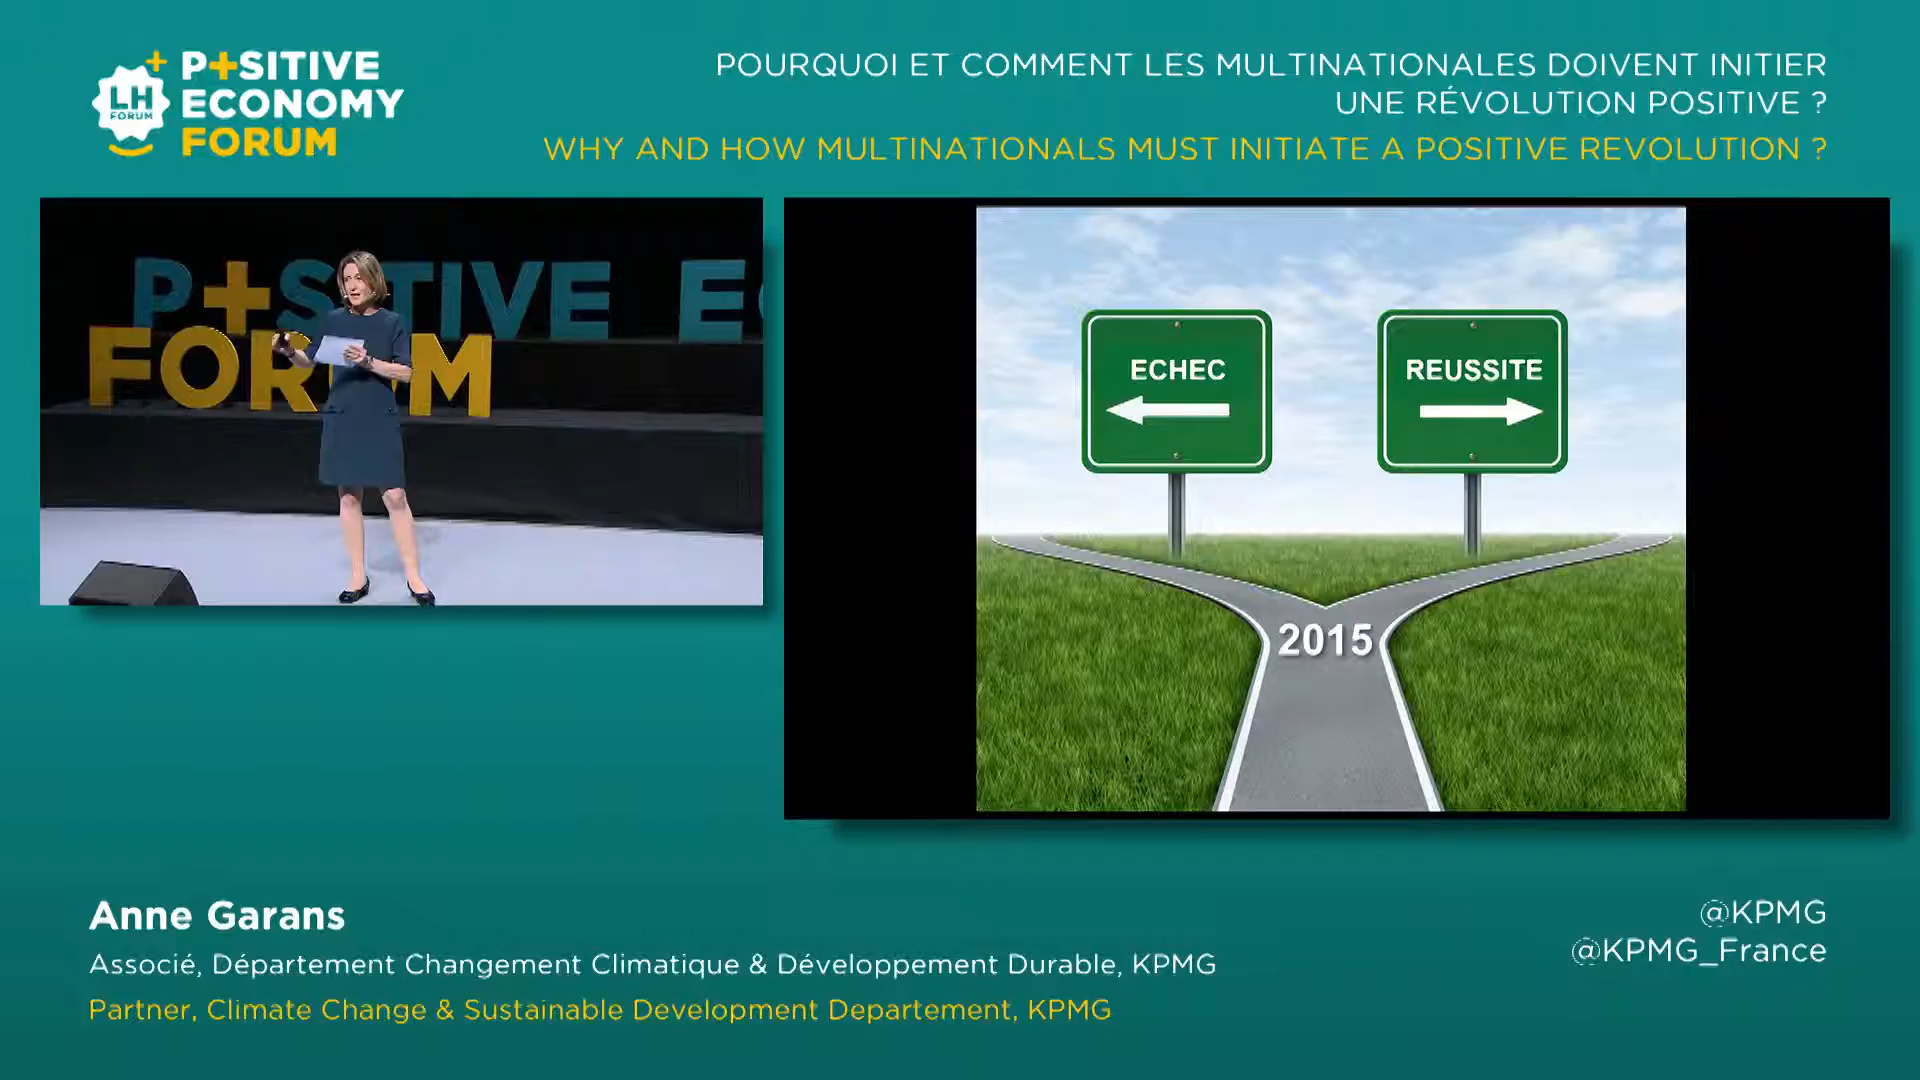 LH
FORUM
P+SITIVE
ECONOMY
FORUM
POURQUOI ET COMMENT LES MULTINATIONALES DOIVENT INITIER
UNE RÉVOLUTION POSITIVE ?
WHY AND HOW MULTINATIONALS MUST INITIATE A POSITIVE REVOLUTION ?
P+SITIVE E
FORUM
ECHEC
REUSSITE
2015
Anne Garans
Associé, Département Changement Climatique & Développement Durable, KPMG
Partner, Climate Change & Sustainable Development Departement, KPMG
@KPMG
@KPMG_France